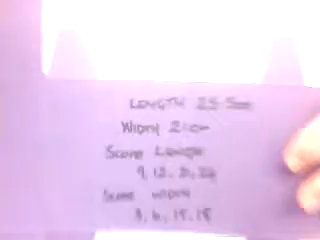 LENGTH 25.5cm
WIDTH 21cm
Score Length
9, 12, 21, 24
Score width
3, 6, 15, 18